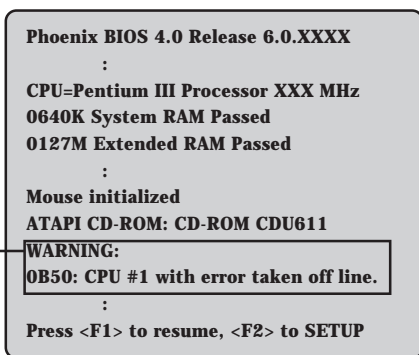 Phoenix BIOS 4.0 Release 6.0.XXXX
:
CPU=Pentium III Processor XXX MHz
0640K System RAM Passed
0127M Extended RAM Passed
:
Mouse initialized
ATAPI CD-ROM: CD-ROM CDU611
WARNING:
0B50: CPU #1 with error taken off line.
:
Press <F1> to resume, <F2> to SETUP